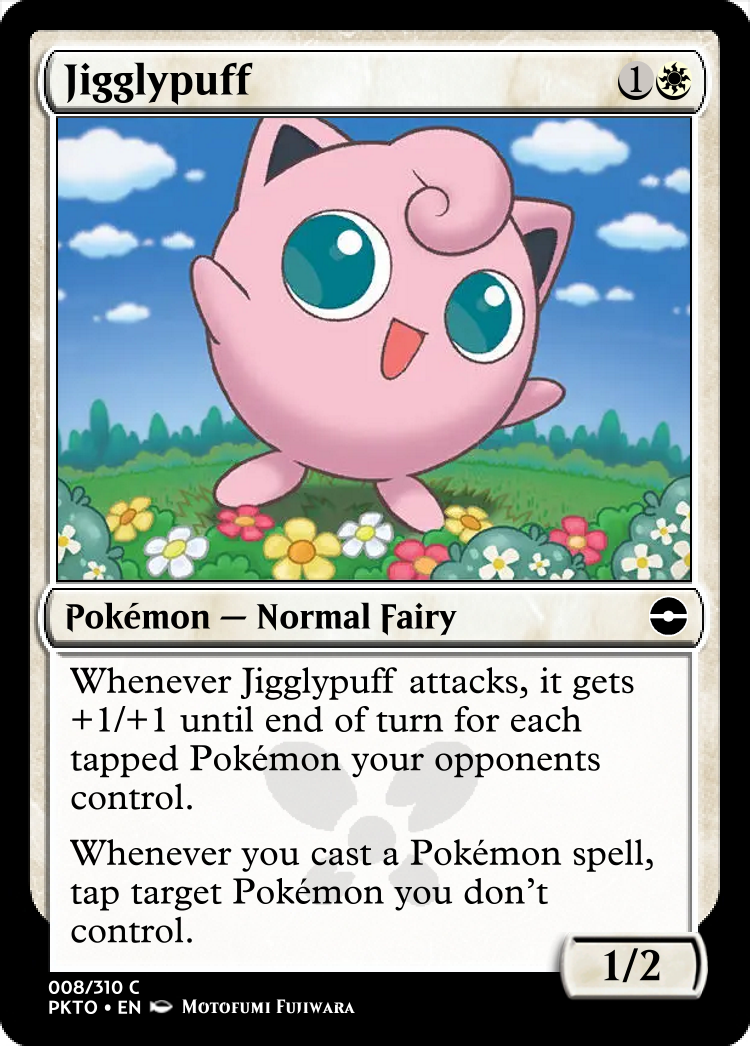 Jigglypuff 1
Pokémon — Normal Fairy
Whenever Jigglypuff attacks, it gets
+1/+1 until end of turn for each
tapped Pokémon your opponents
control.
Whenever you cast a Pokémon spell,
tap target Pokémon you don't
control.
1/2
008/310 C
PKTO • EN Motofumi Fujiwara